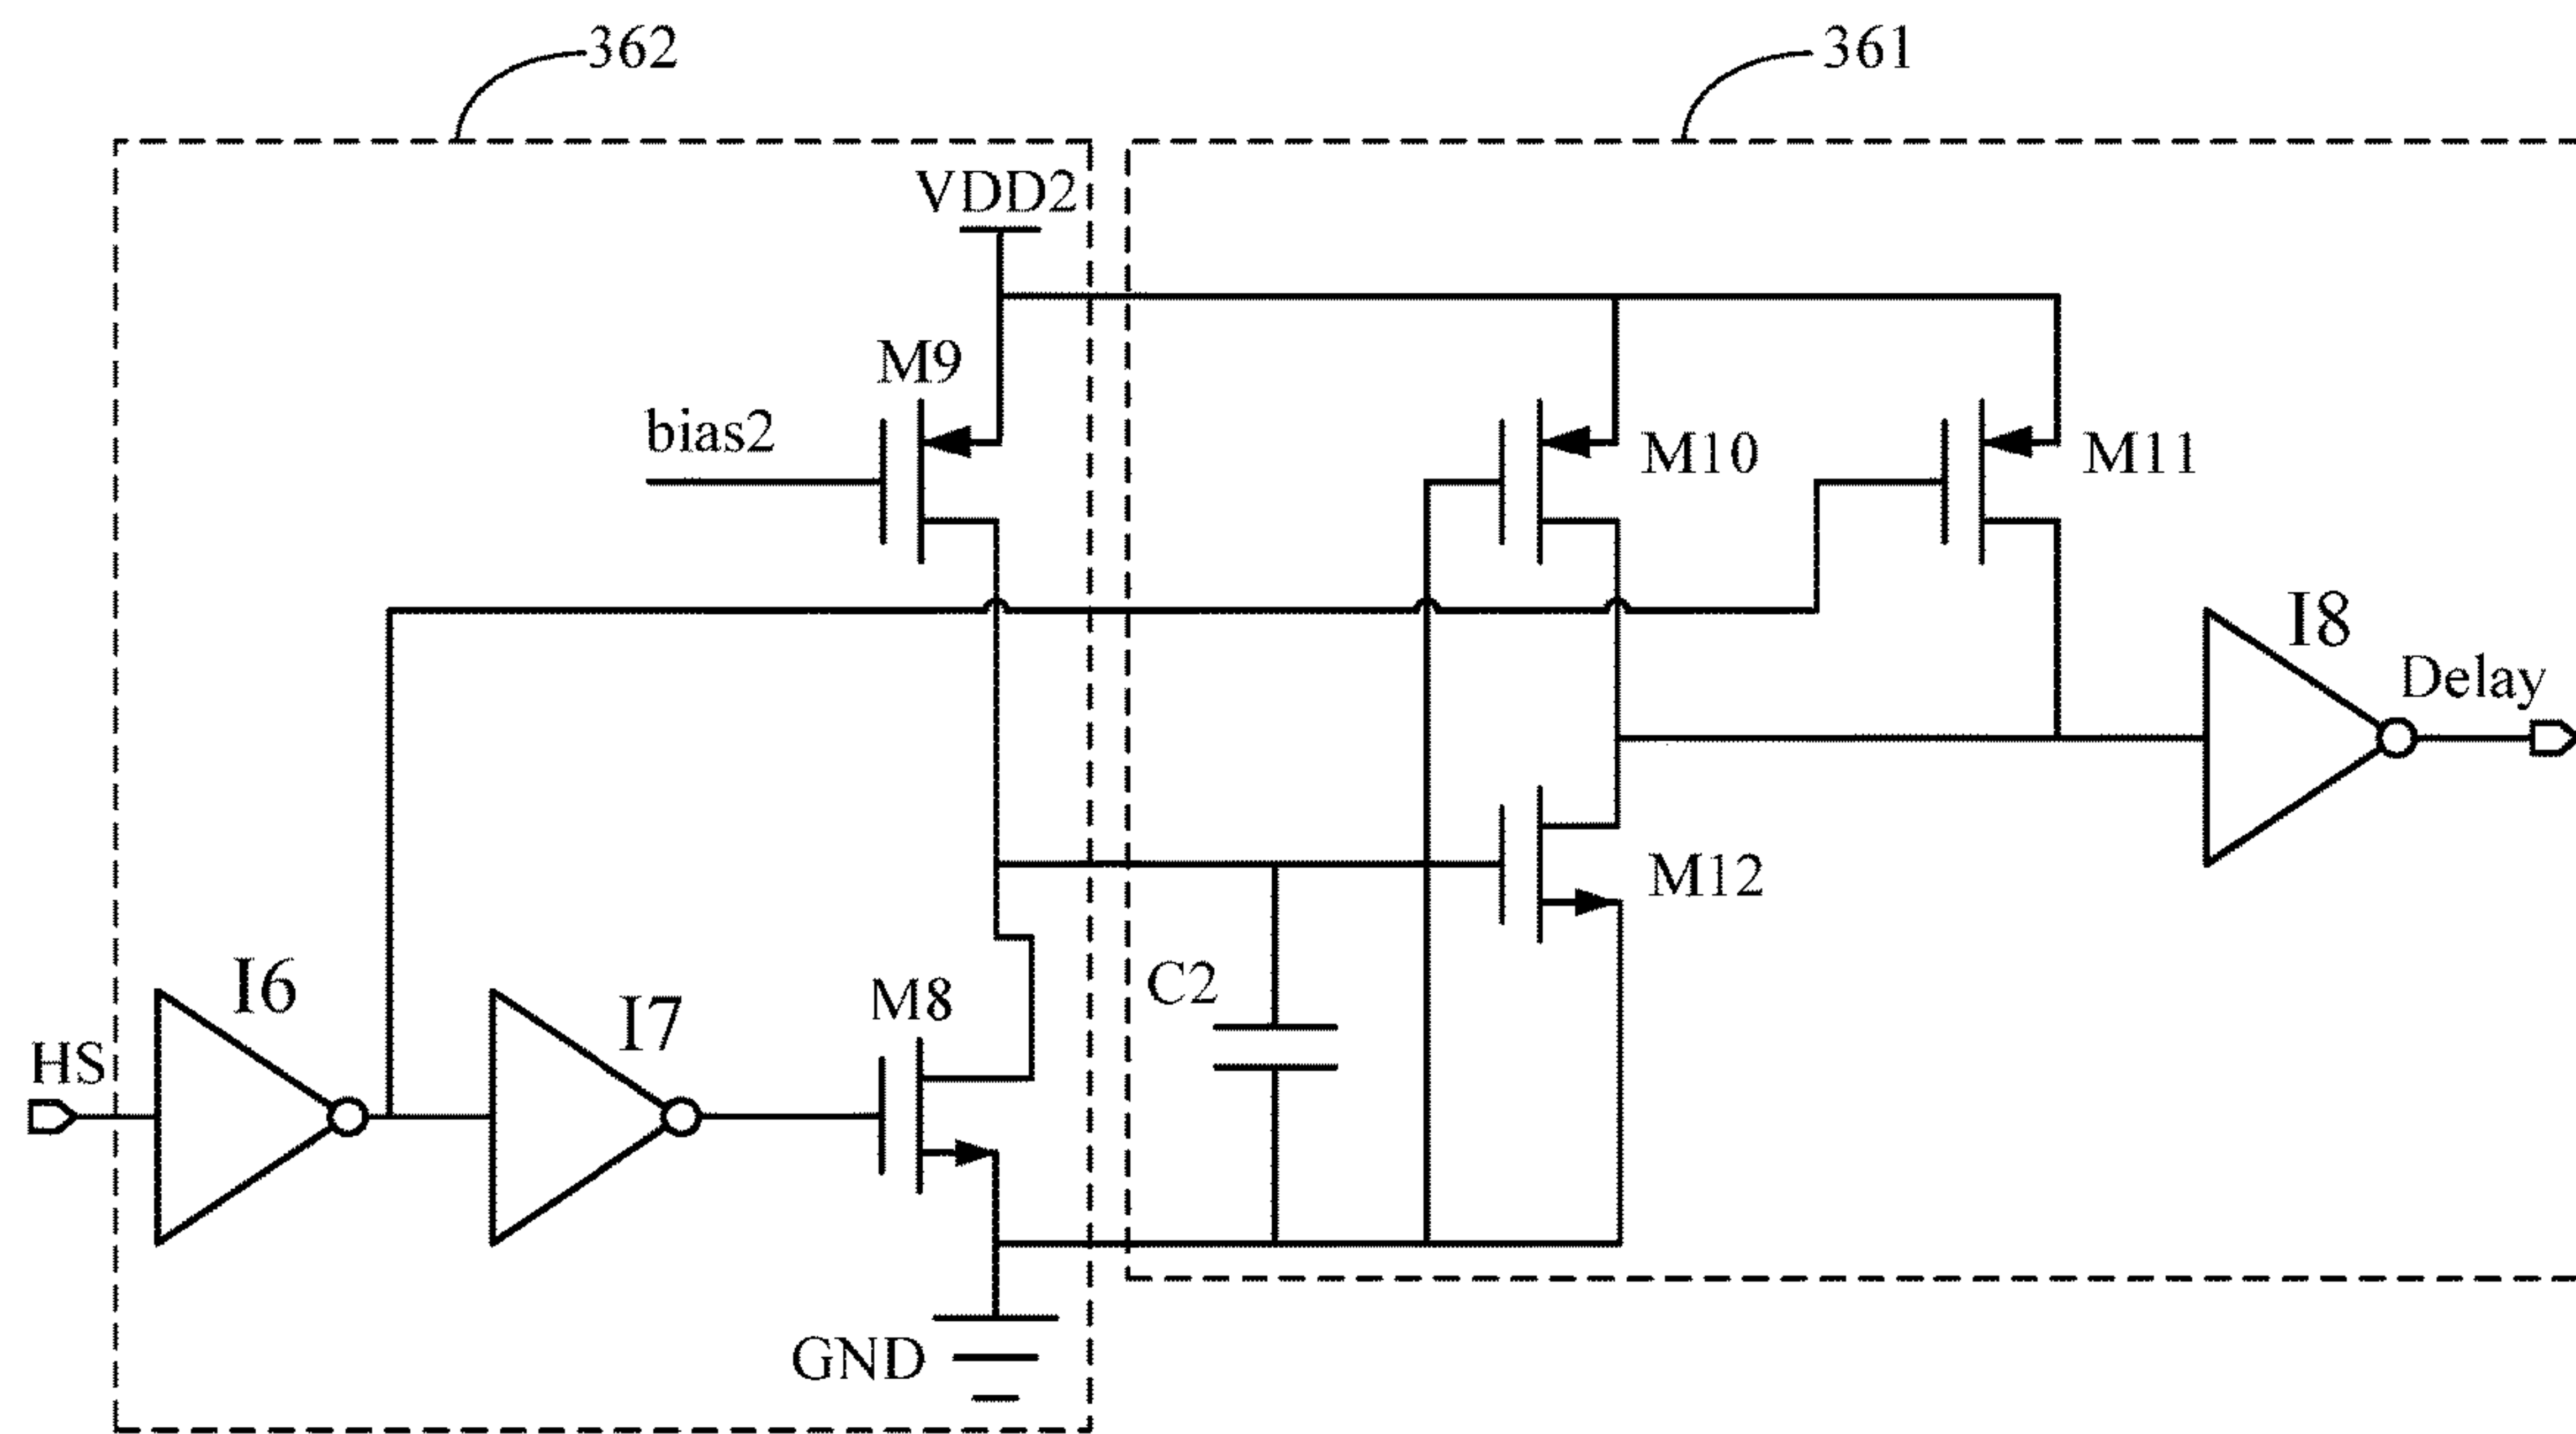 362
361
VDD2
M9
bias2
M10
M11
I8
Delay
M12
I6
I7
M8
C2
HS
GND